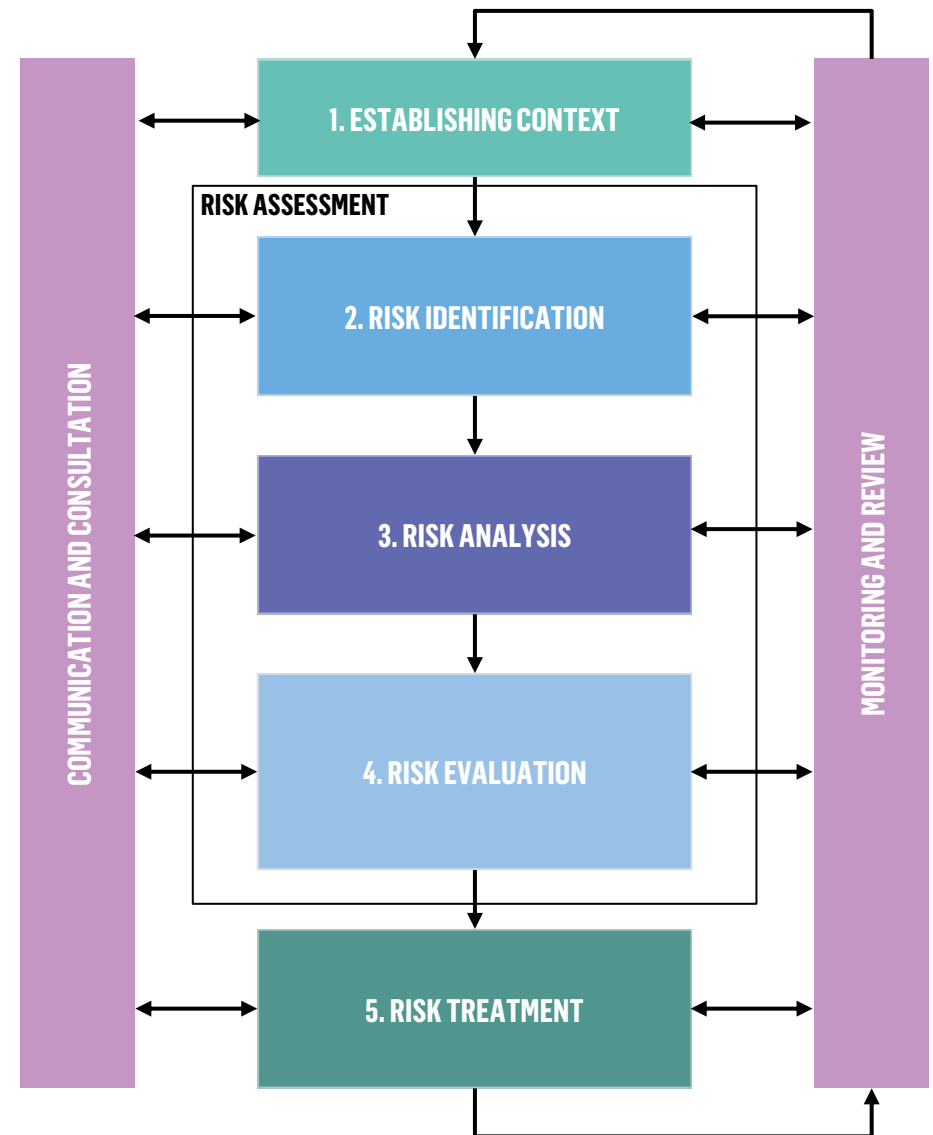 1. ESTABLISHING CONTEXT
RISK ASSESSMENT
2. RISK IDENTIFICATION
3. RISK ANALYSIS
4. RISK EVALUATION
5. RISK TREATMENT
COMMUNICATION AND CONSULTATION
MONITORING AND REVIEW